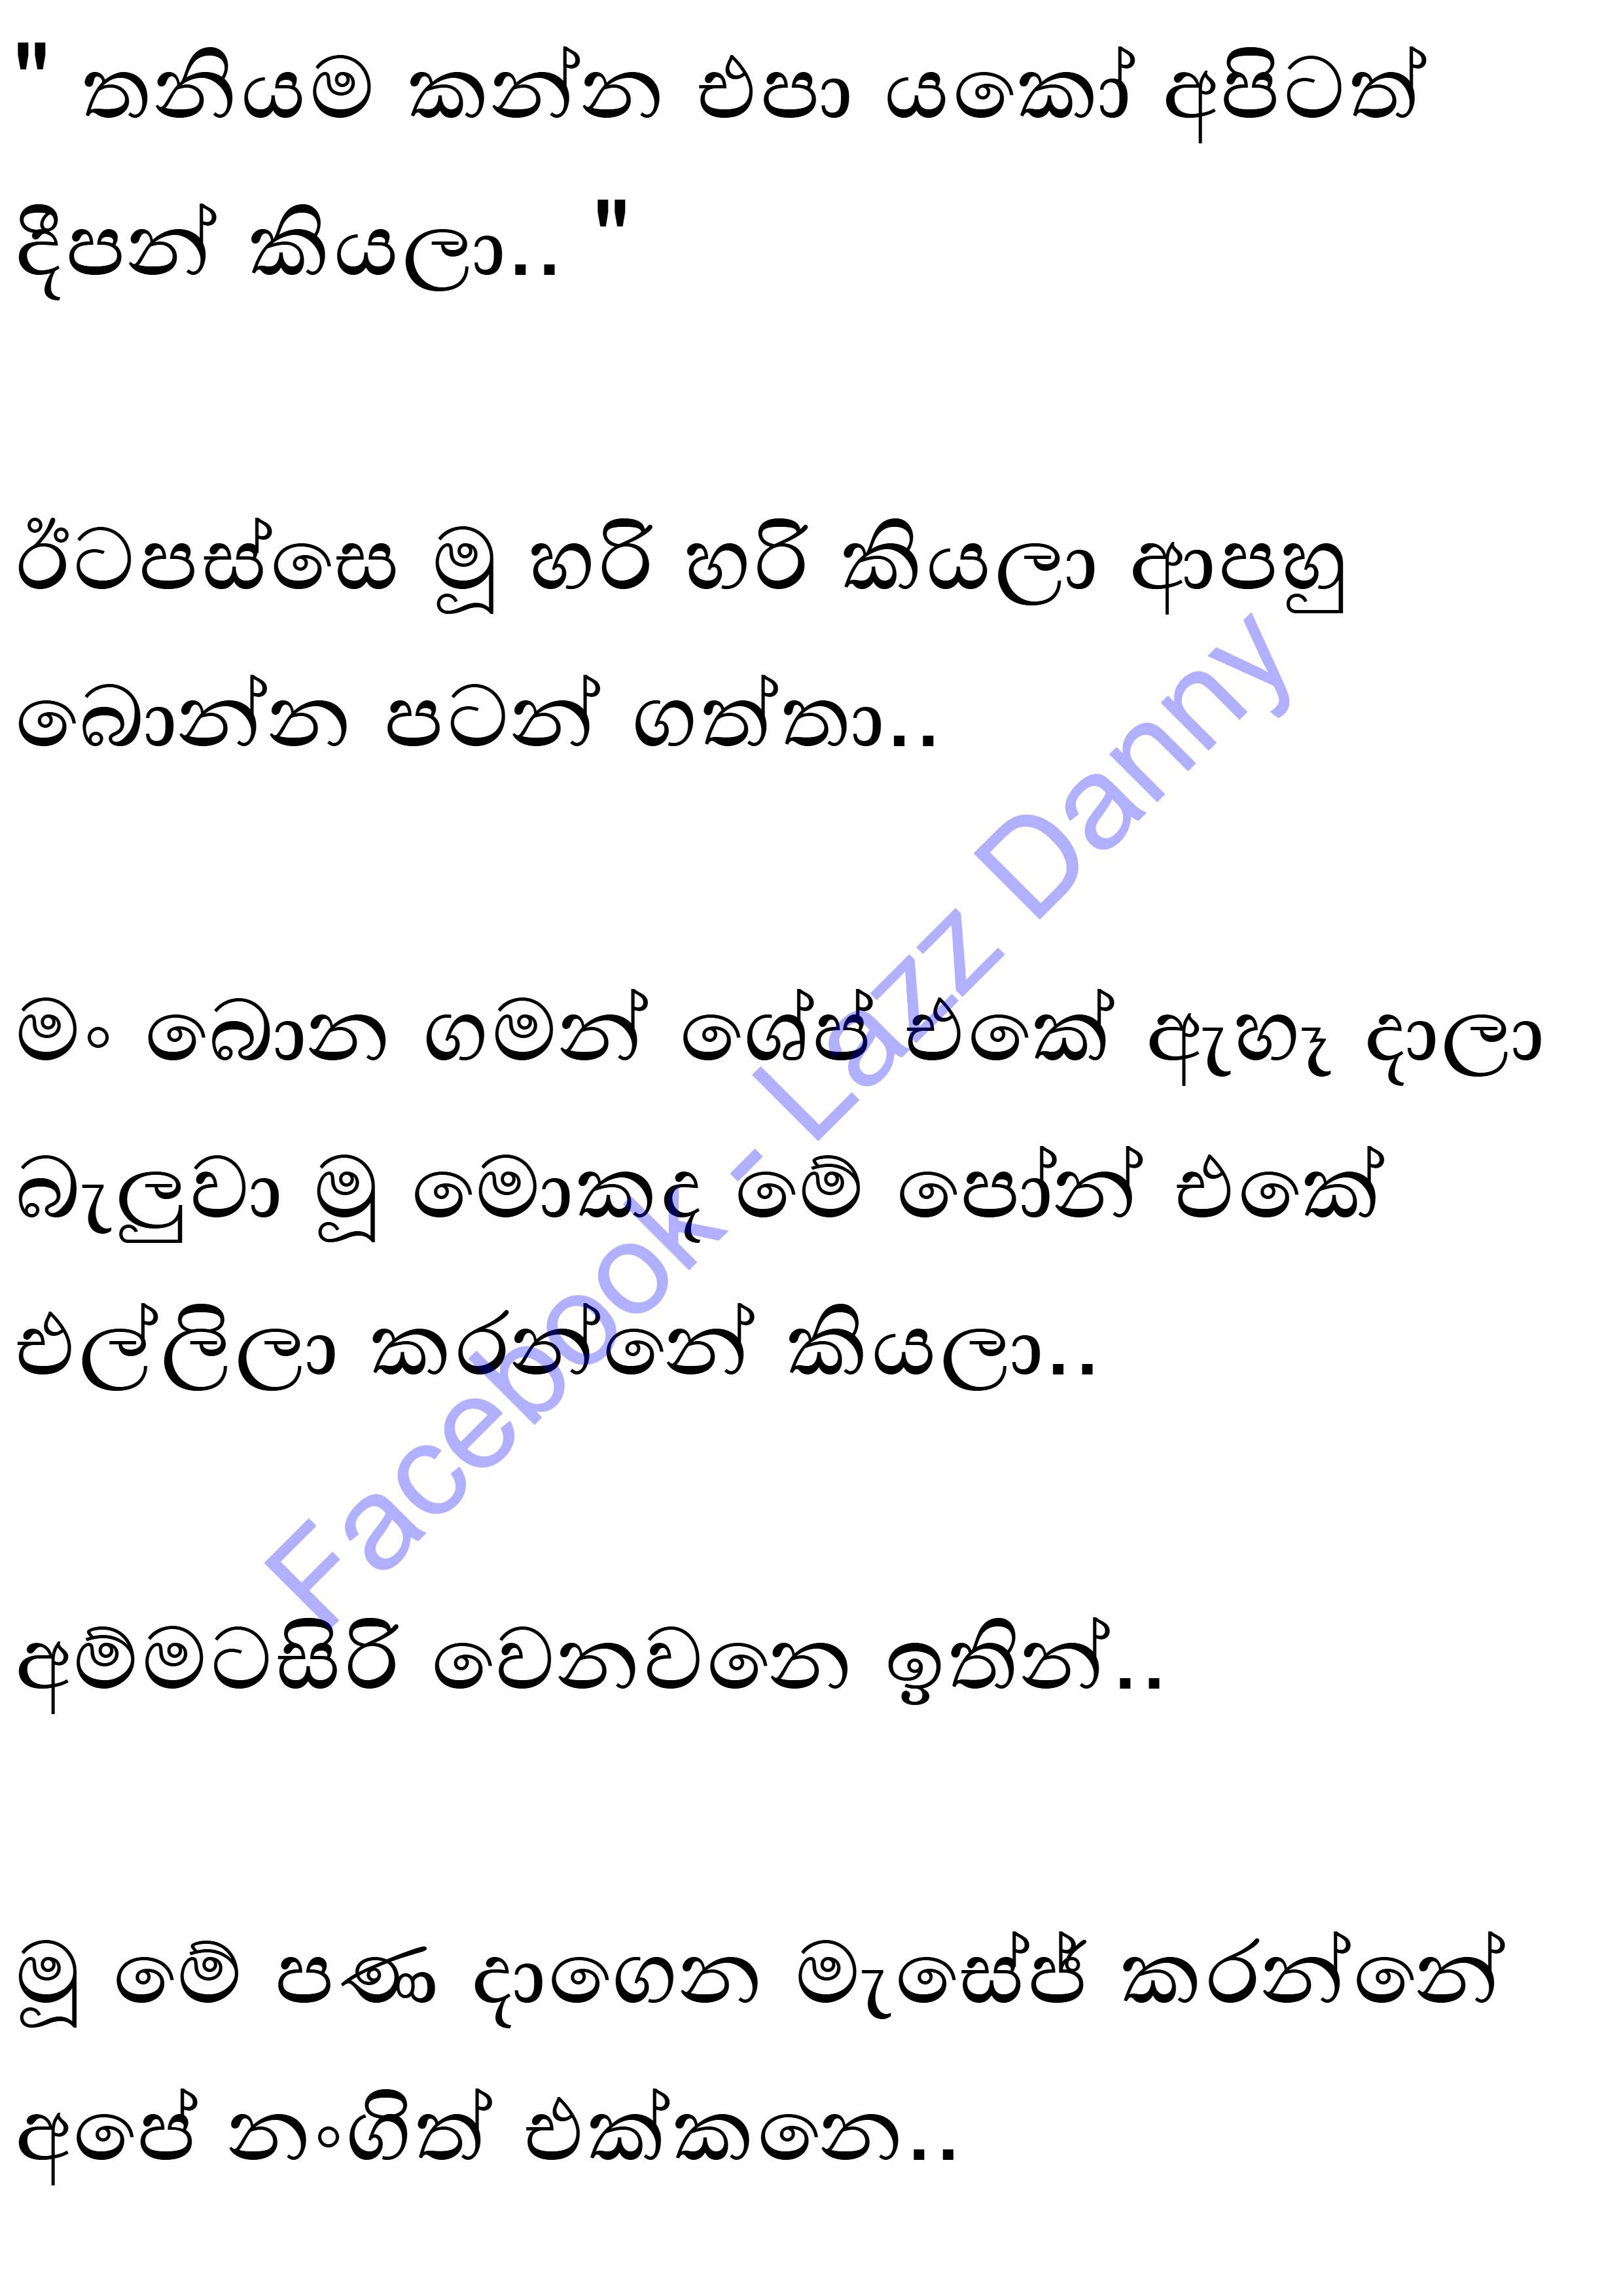 " තනියම කන්න එපා යකෝ අපිටත්
දීපන් කියලා.. "
ඊටපස්සෙ මූ හරි හරි කියලා ආපහු
බොන්න පටන් ගත්තා..
මං බොන ගමන් ශේප් එකේ ඇහැ දාලා
බැලුවා මූ මොකද මේ පෝන් එකේ
එල්ලිලා කරන්නේ කියලා..
අම්මටසිරි වෙනවනෙ ඉතින්..
මූ මේ පණ දාගෙන මැසේජ් කරන්නේ
අපේ නංගිත් එක්කනෙ..
Facebook - Lazz Danny